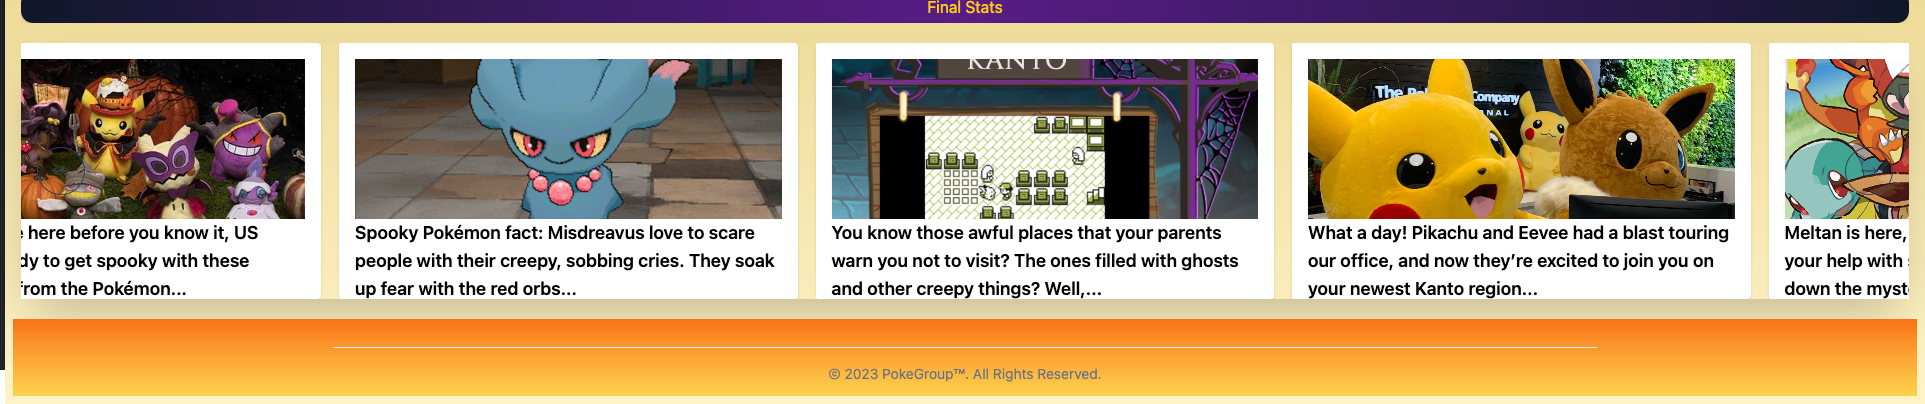 Final Stats
KANTO
The Po Company
NAL
here before you know it, US
dy to get spooky with these
from the Pokémon...
Spooky Pokémon fact: Misdreavus love to scare
people with their creepy, sobbing cries. They soak
up fear with the red orbs...
You know those awful places that your parents
warn you not to visit? The ones filled with ghosts
and other creepy things? Well,...
What a day! Pikachu and Eevee had a blast touring
our office, and now they’re excited to join you on
your newest Kanto region...
Meltan is here,
your help with
down the myst
© 2023 PokeGroup™. All Rights Reserved.